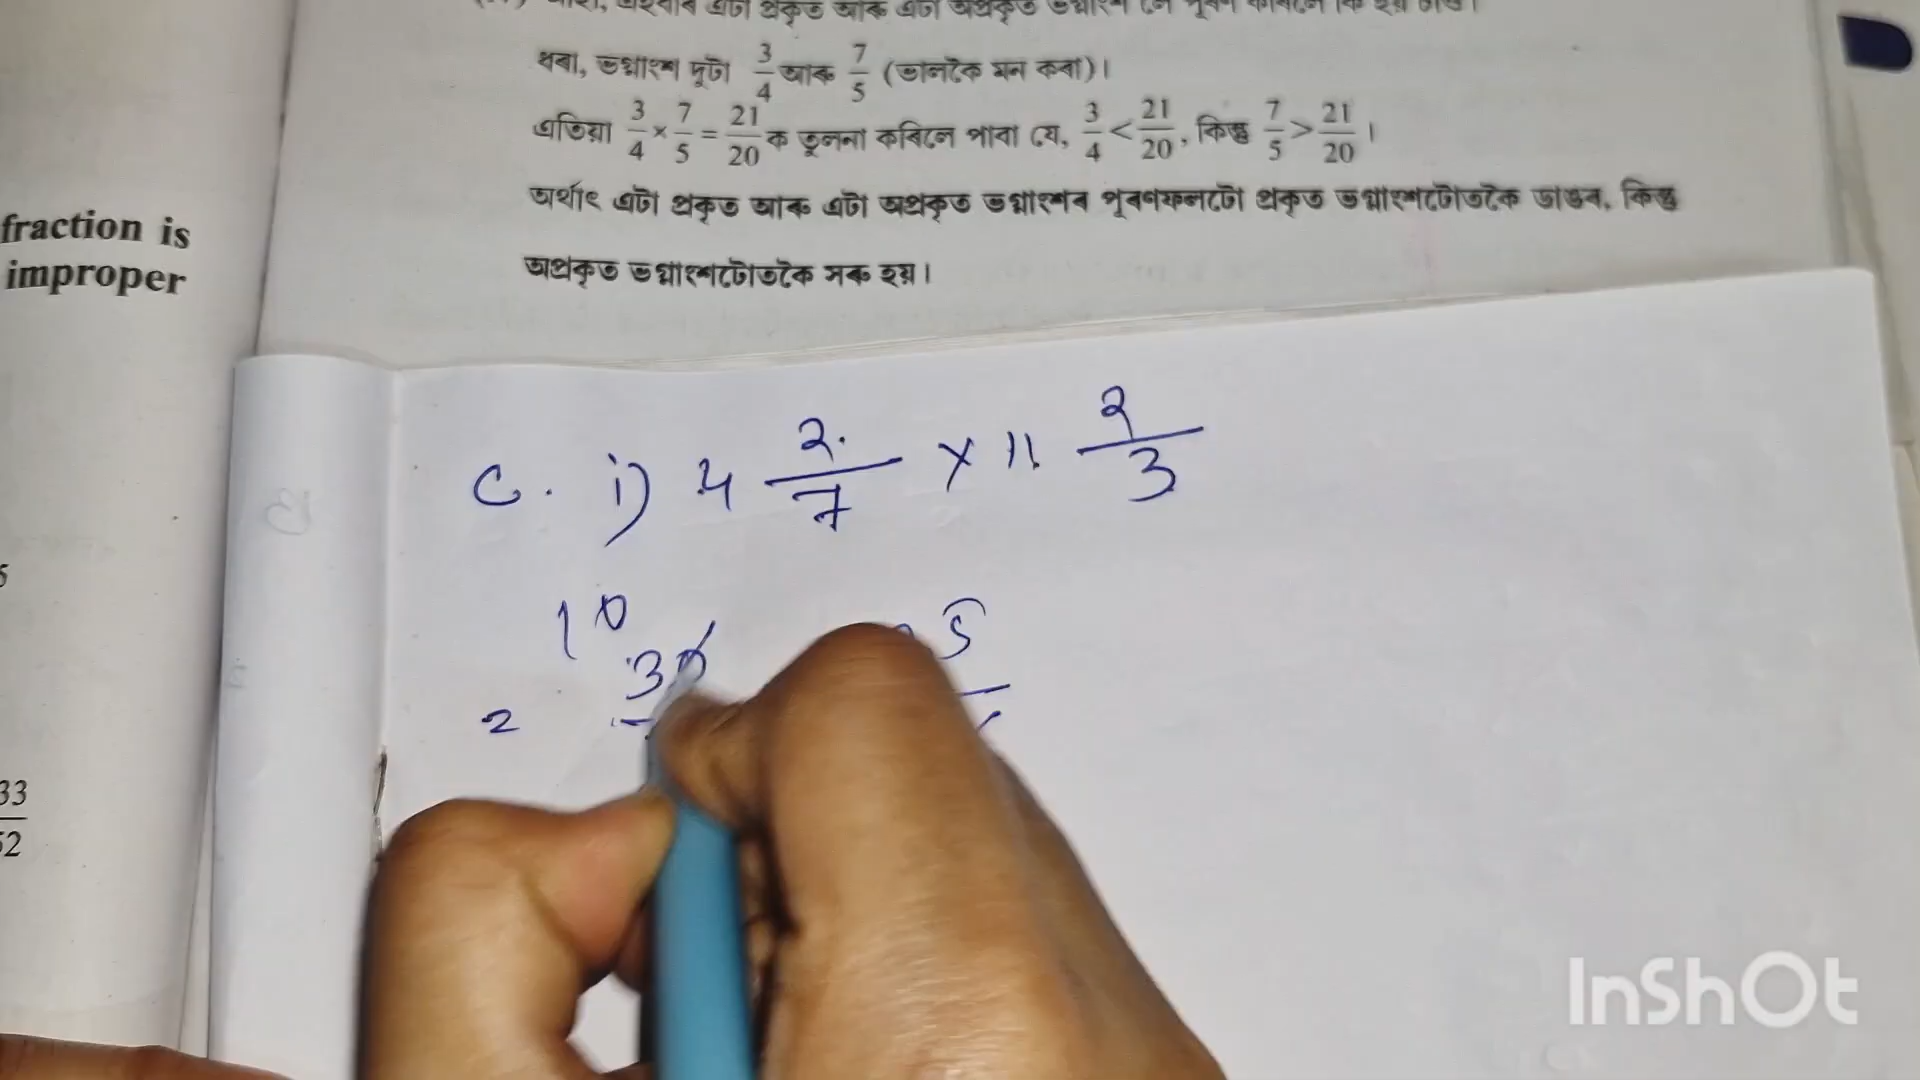 ধৰা, ভগ্নাংশ দুটা 3/4 আৰু 7/5 (ভালকৈ মন কৰা)।
এতিয়া 3/4 × 7/5 = 21/20 ক তুলনা কৰিলে পাবা যে, 3/4 < 21/20, কিন্তু 7/5 > 21/20 ।
অৰ্থাৎ এটা প্ৰকৃত আৰু এটা অপ্ৰকৃত ভগ্নাংশৰ পূৰণফলটো প্ৰকৃত ভগ্নাংশটোতকৈ ডাঙৰ, কিন্তু
অপ্ৰকৃত ভগ্নাংশটোতকৈ সৰু হয়।
fraction is
improper
33
52
C. i) 4 2/7 × 11 2/3
10 5
30
InShOt